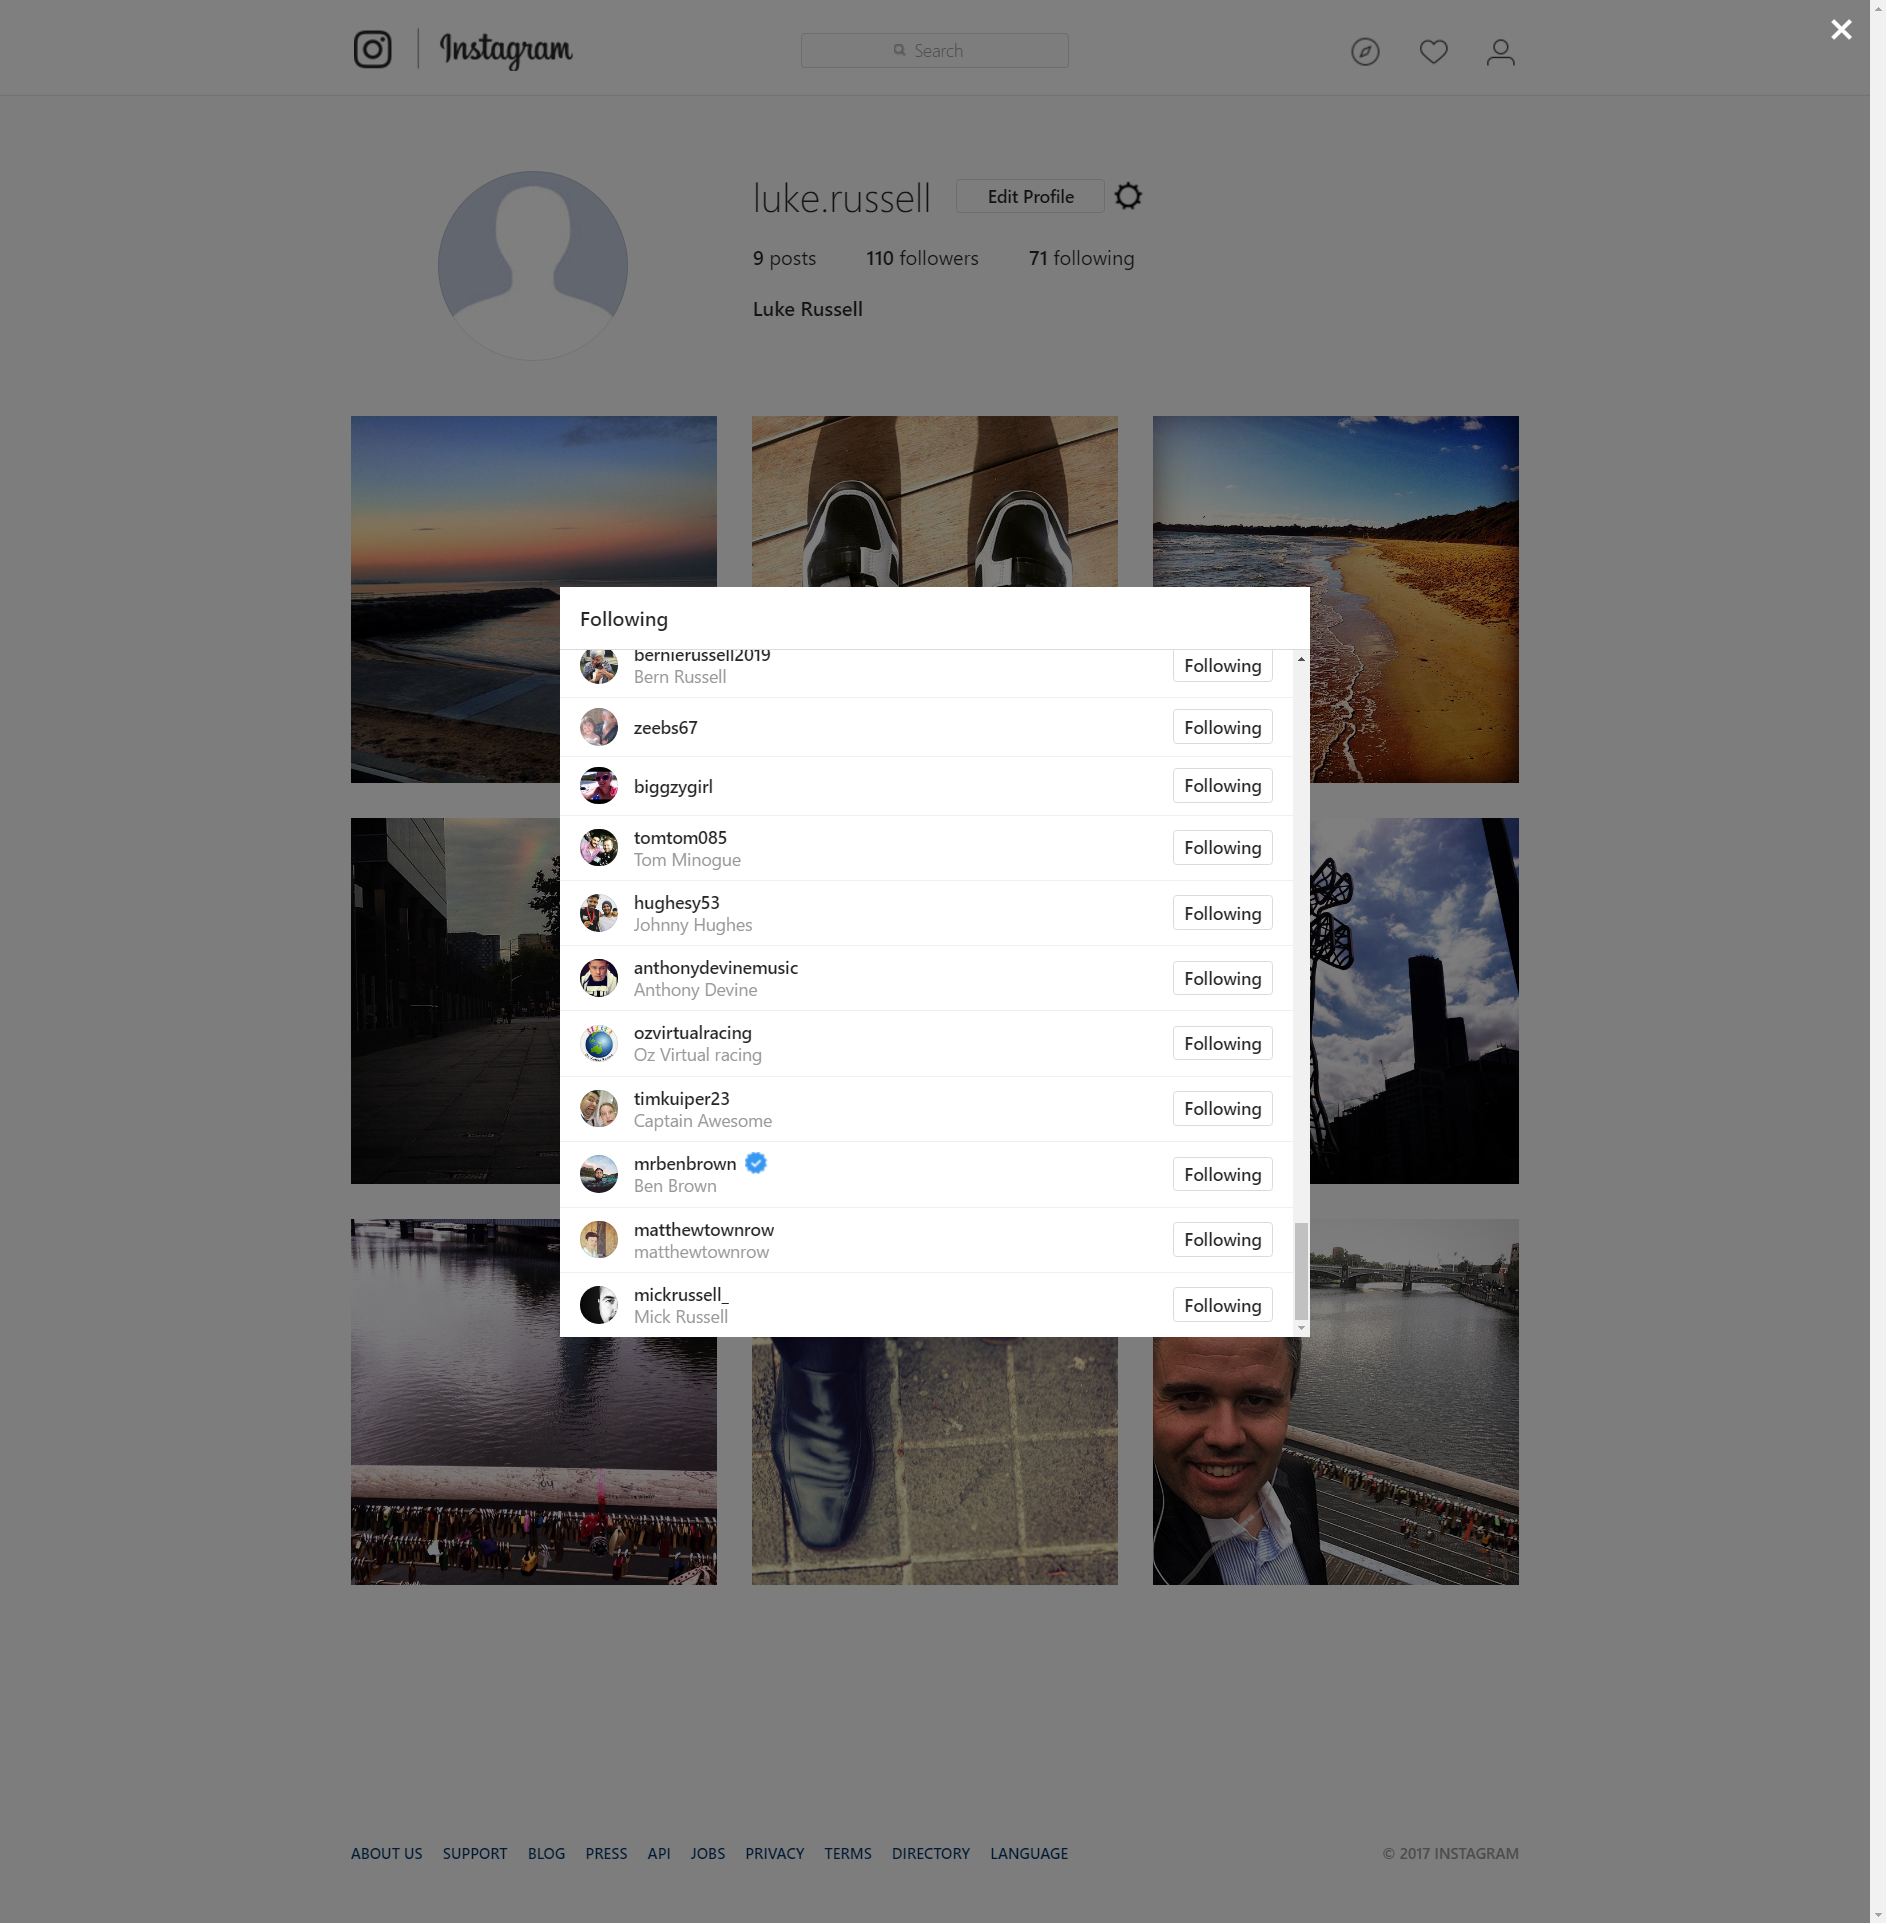 Instagram
Search
luke.russell
Edit Profile
9 posts
110 followers
71 following
Luke Russell
Following
bernierussell2019
Bern Russell
Following
zeebs67
Following
biggzygirl
Following
tomtom085
Tom Minogue
Following
hughesy53
Johnny Hughes
Following
anthonydevinemusic
Anthony Devine
Following
ozvirtualracing
Oz Virtual racing
Following
timkuiper23
Captain Awesome
Following
mrbenbrown
Ben Brown
Following
matthewtownrow
matthewtownrow
Following
mickrussell_
Mick Russell
Following
ABOUT US SUPPORT BLOG PRESS API JOBS PRIVACY TERMS DIRECTORY LANGUAGE
© 2017 INSTAGRAM